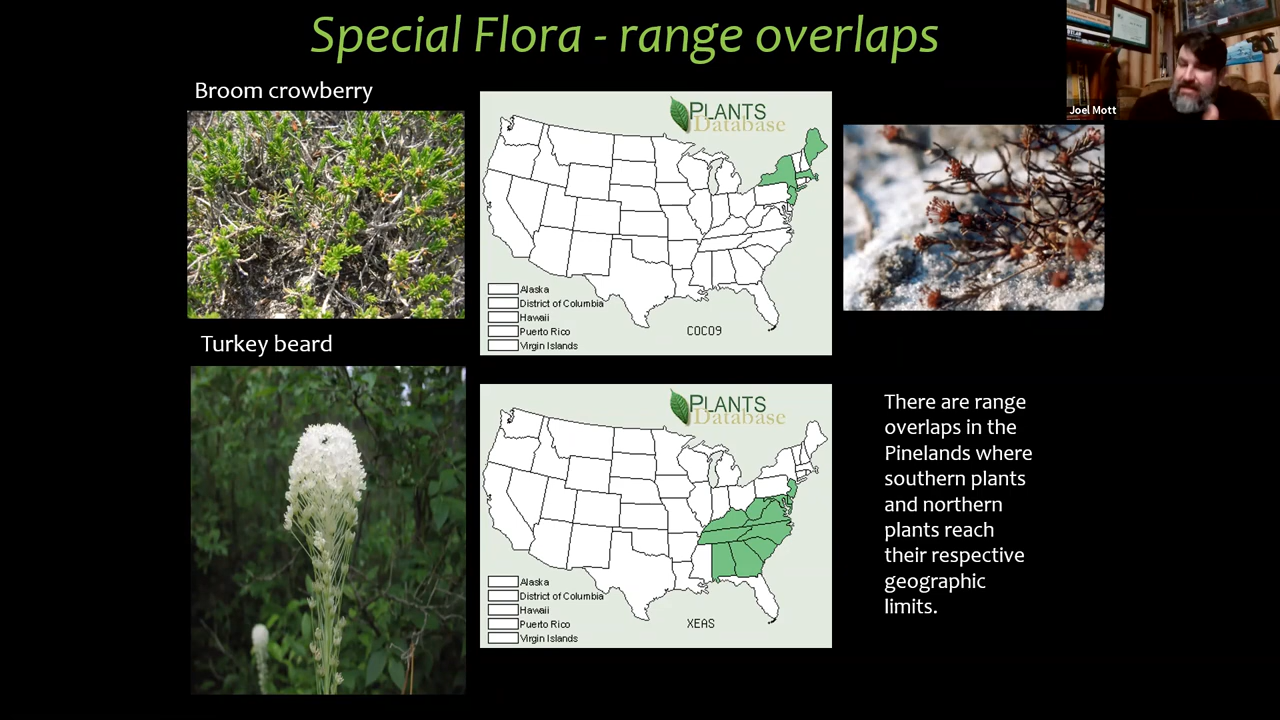 Special Flora - range overlaps
Joel Mott
Broom crowberry
PLANTS
Database
Alaska
District of Columbia
Hawaii
Puerto Rico
Virgin Islands
COCO9
Turkey beard
PLANTS
Database
Alaska
District of Columbia
Hawaii
Puerto Rico
Virgin Islands
XEAS
There are range
overlaps in the
Pinelands where
southern plants
and northern
plants reach
their respective
geographic
limits.